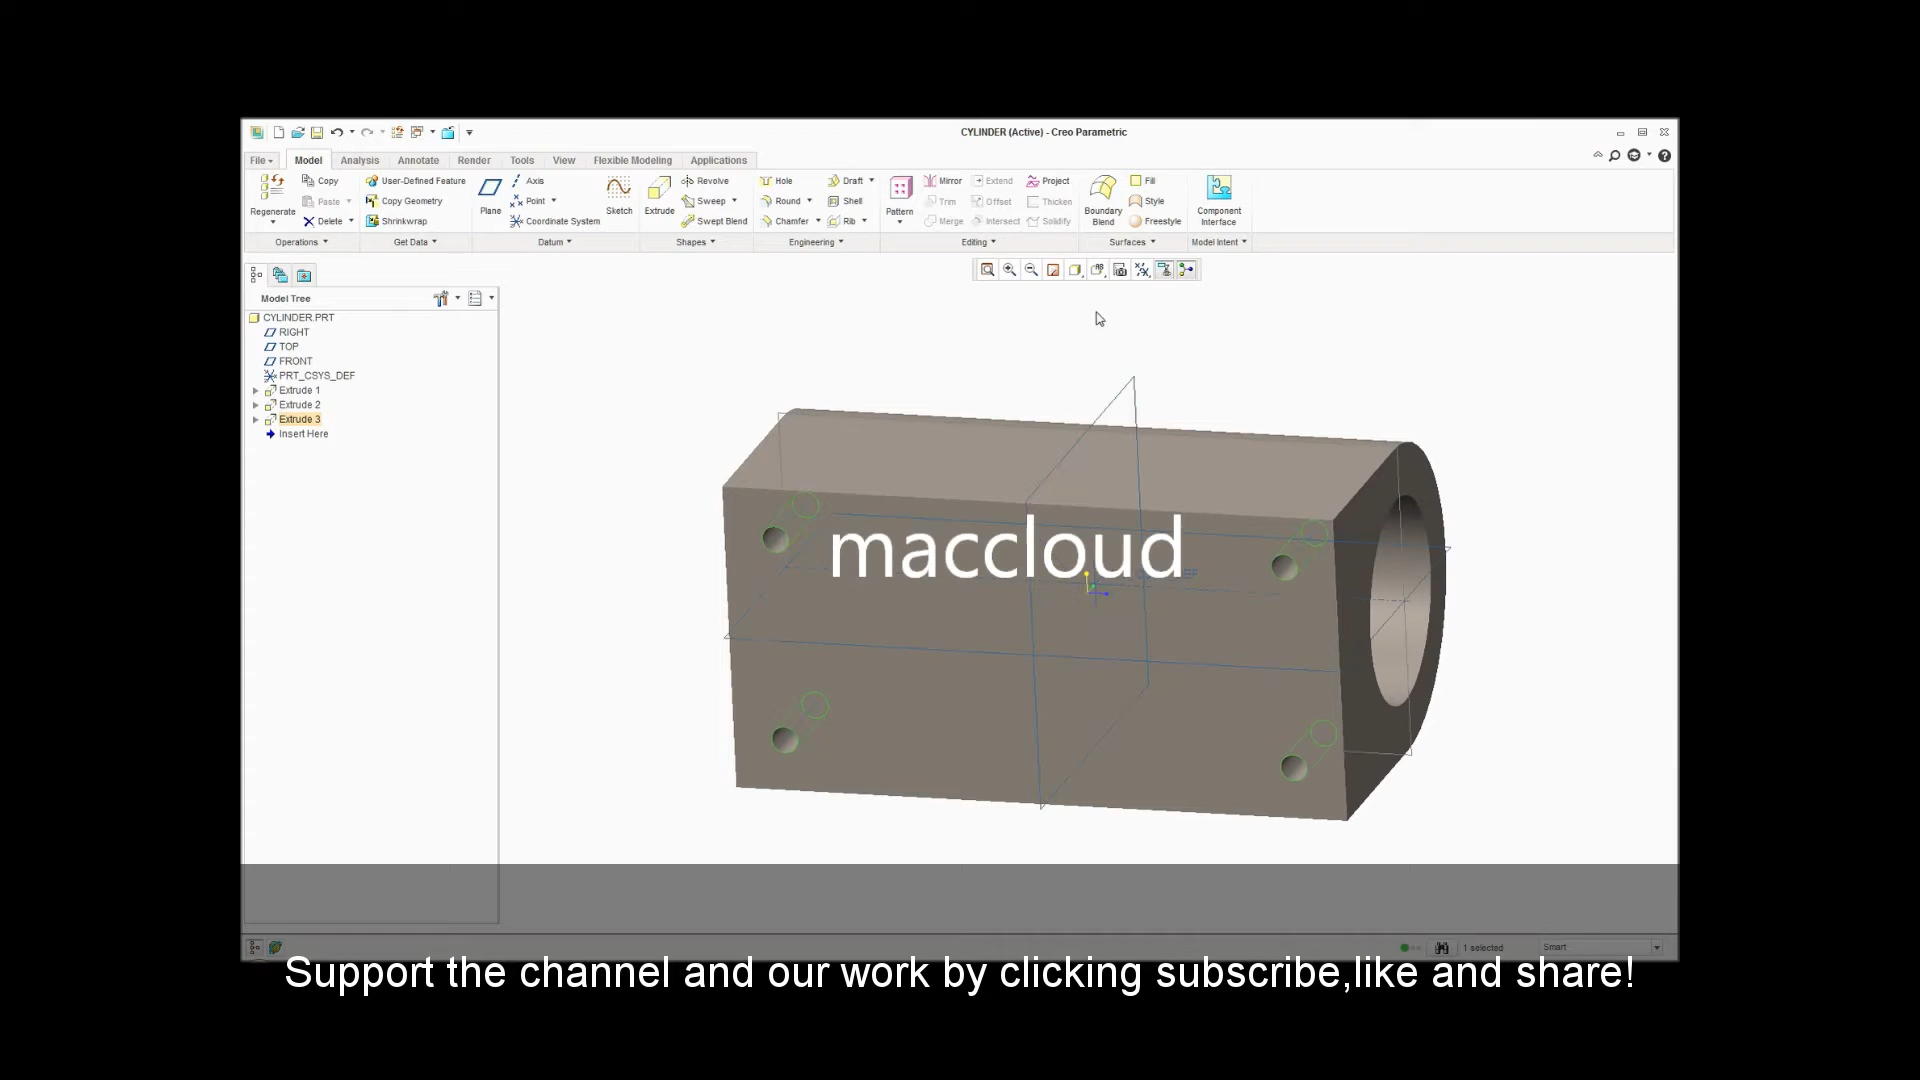 CYLINDER (Active) - Creo Parametric
File
Model
Analysis
Annotate
Render
Tools
View
Flexible Modeling
Applications
Regenerate
Copy
Paste
Delete
Operations
User-Defined Feature
Copy Geometry
Shrinkwrap
Get Data
Plane
Axis
Point
Coordinate System
Datum
Sketch
Extrude
Revolve
Sweep
Swept Blend
Shapes
Hole
Round
Chamfer
Draft
Shell
Rib
Engineering
Pattern
Mirror
Trim
Merge
Extend
Offset
Intersect
Project
Thicken
Solidify
Editing
Boundary
Blend
Fill
Style
Freestyle
Surfaces
Component
Interface
Model Intent
Model Tree
CYLINDER.PRT
RIGHT
TOP
FRONT
PRT_CSYS_DEF
Extrude 1
Extrude 2
Extrude 3
Insert Here
maccloud
1 selected
Smart
Support the channel and our work by clicking subscribe,like and share!